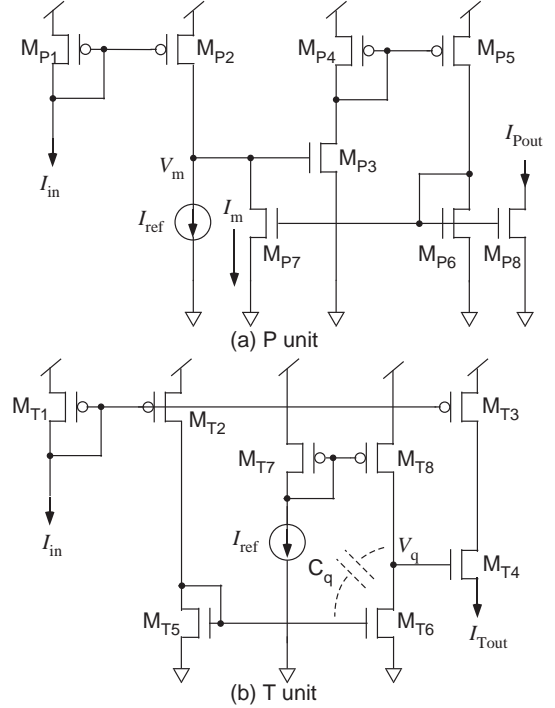 M_P1
M_P2
M_P4
M_P5
V_m
M_P3
I_in
I_ref
I_m
I_Pout
M_P7
M_P6
M_P8
(a) P unit
M_T1
M_T2
M_T3
M_T7
M_T8
I_in
I_ref
C_q
V_q
M_T4
M_T5
M_T6
I_Tout
(b) T unit